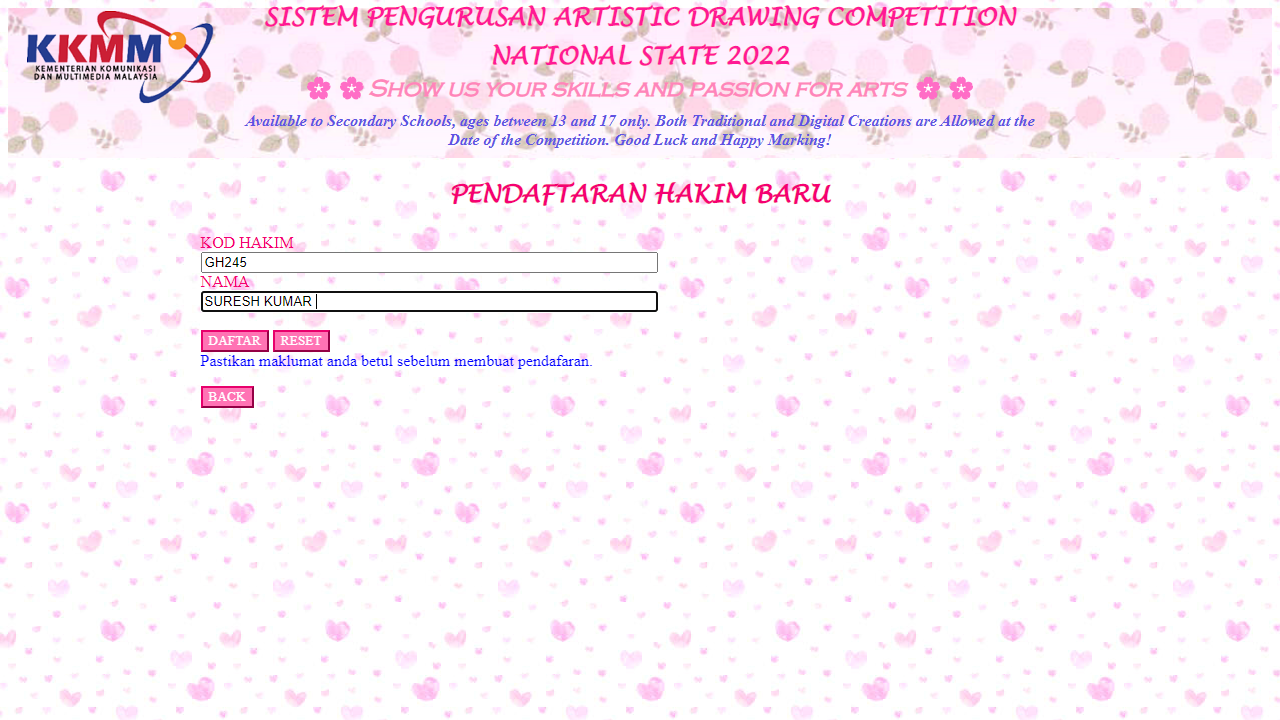 SISTEM PENGURUSAN ARTISTIC DRAWING COMPETITION
NATIONAL STATE 2022
KKMM
KEMENTERIAN KOMUNIKASI
DAN MULTIMEDIA MALAYSIA
Show us your skills and passion for arts
Available to Secondary Schools, ages between 13 and 17 only. Both Traditional and Digital Creations are Allowed at the
Date of the Competition. Good Luck and Happy Marking!
PENDAFTARAN HAKIM BARU
KOD HAKIM
GH245
NAMA
SURESH KUMAR
DAFTAR RESET
Pastikan maklumat anda betul sebelum membuat pendafaran.
BACK